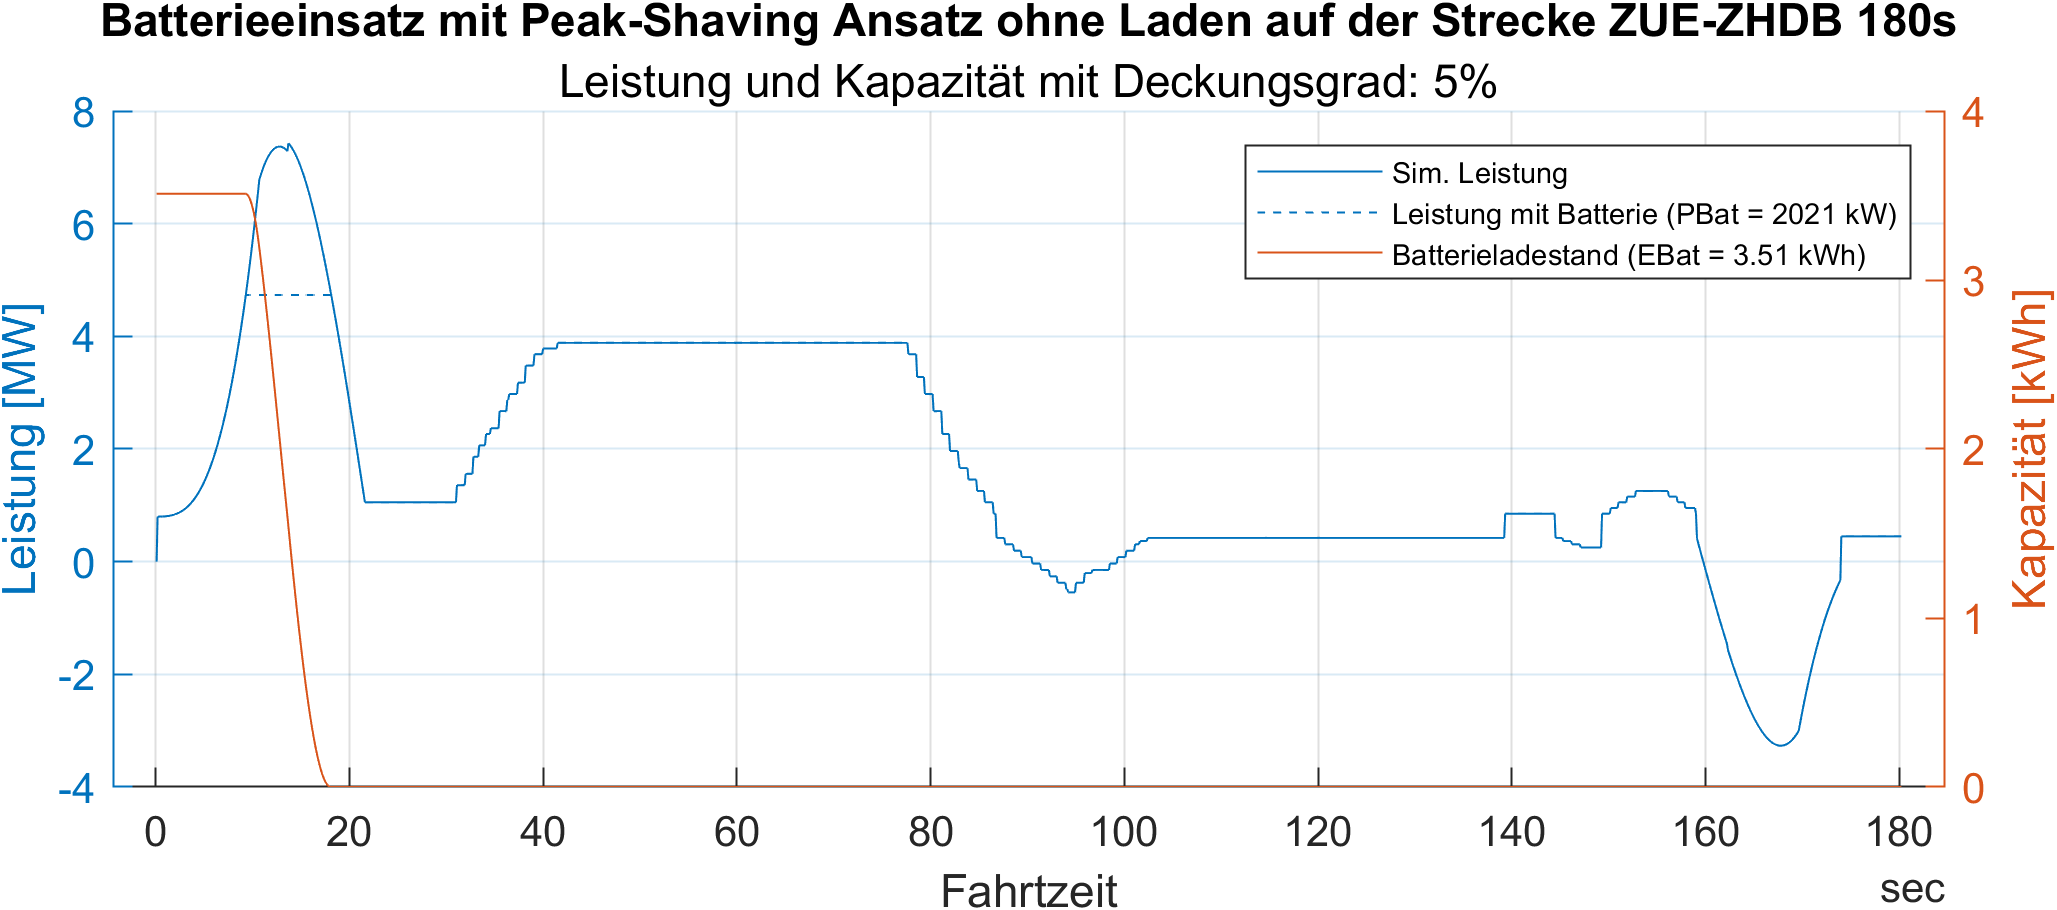 Batterieeinsatz mit Peak-Shaving Ansatz ohne Laden auf der Strecke ZUE-ZHDB 180s
Leistung und Kapazität mit Deckungsgrad: 5%
8
6
4
2
0
-2
-4
Leistung [MW]
4
3
2
1
0
Kapazität [kWh]
Sim. Leistung
Leistung mit Batterie (PBat = 2021 kW)
Batterieladestand (EBat = 3.51 kWh)
0 20 40 60 80 100 120 140 160 180
Fahrtzeit
sec